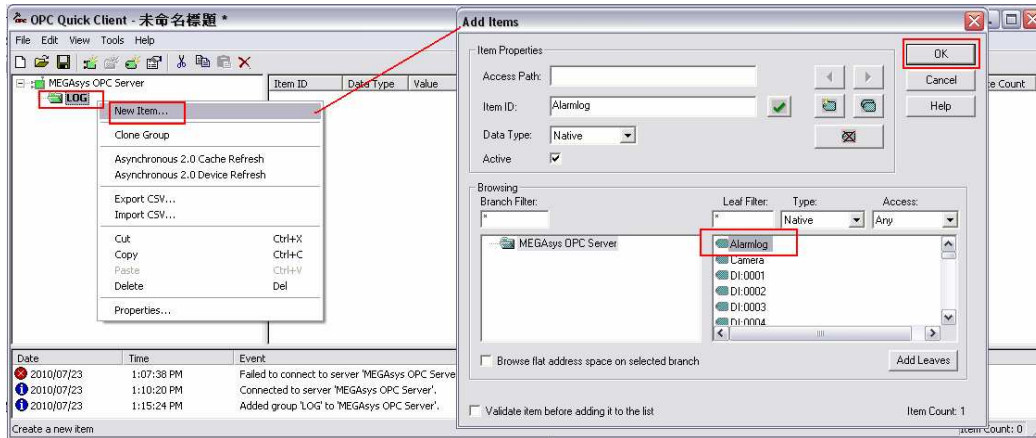 OPC Quick Client - 未命名標題 *
File Edit View Tools Help
MEGAsys OPC Server
LOG
Item ID Data Type Value
e Count
New Item...
Clone Group
Asynchronous 2.0 Cache Refresh
Asynchronous 2.0 Device Refresh
Export CSV...
Import CSV...
Cut Ctrl+X
Copy Ctrl+C
Paste Ctrl+V
Delete Del
Properties...
Date Time Event
2010/07/23 1:07:38 PM Failed to connect to server 'MEGAsys OPC Serve
2010/07/23 1:10:20 PM Connected to server 'MEGAsys OPC Server'.
2010/07/23 1:15:24 PM Added group 'LOG' to 'MEGAsys OPC Server'.
Create a new item
Item Count: 0
Add Items
Item Properties
Access Path:
Item ID: Alarmlog
Data Type: Native
Active
OK
Cancel
Help
Browsing
Branch Filter: Leaf Filter: Type: Access:
* * Native Any
MEGAsys OPC Server
Alarmlog
Camera
DI:0001
DI:0002
DI:0003
DI:0004
Browse flat address space on selected branch
Add Leaves
Validate item before adding it to the list
Item Count: 1